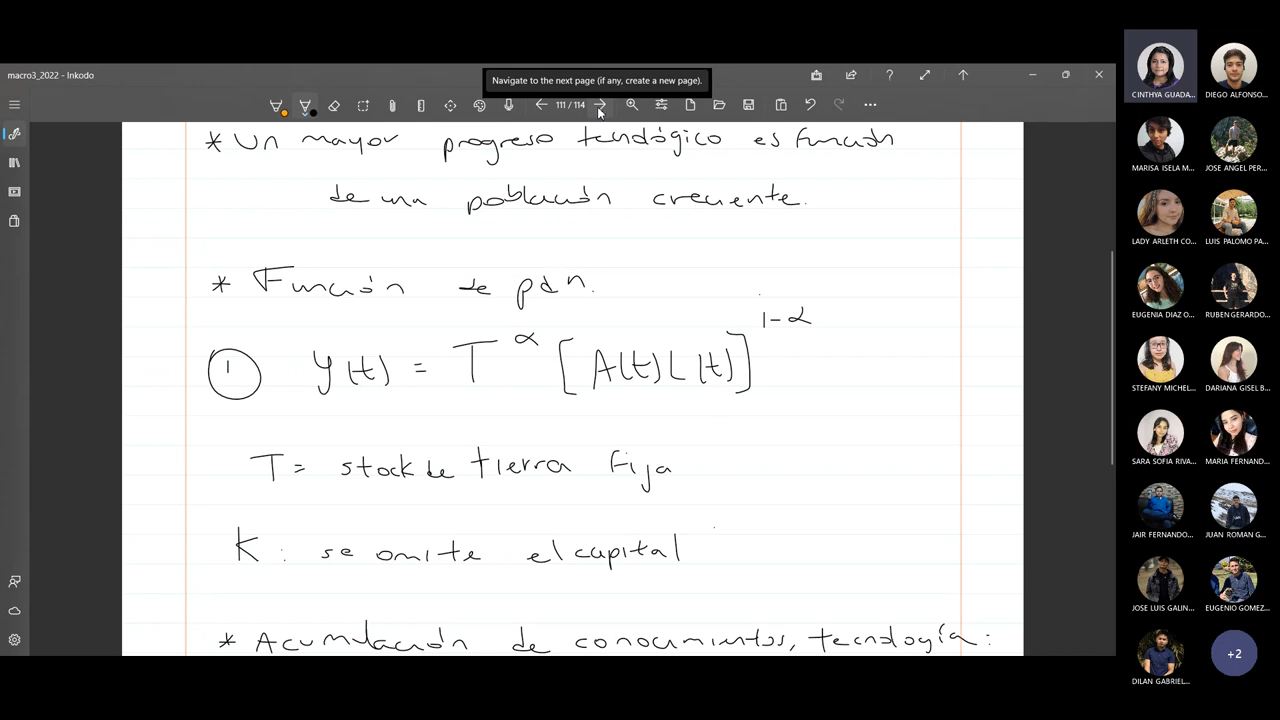 macro3_2022 - Inkodo
Navigate to the next page (if any, create a new page).
111 / 114
* Un mayor progreso tecnológico es función
de una población creciente.
* Función de pdn.
① Y(t) = T^α [A(t)L(t)]^1-α
T= stock de tierra fija
K: se omite el capital
* Acumulación de conocimientos, tecnología:
CINTHYA GUADA...
DIEGO ALFONSO...
MARISA ISELA M...
JOSE ANGEL PER...
LADY ARLETH CO...
LUIS PALOMO PA...
EUGENIA DIAZ O...
RUBEN GERARDO...
STEFANY MICHEL...
DARIANA GISEL B...
SARA SOFIA RIVA...
MARIA FERNAND...
JAIR FERNANDO...
JUAN ROMAN G...
JOSE LUIS GALIN...
EUGENIO GOMEZ...
DILAN GABRIEL...
+2